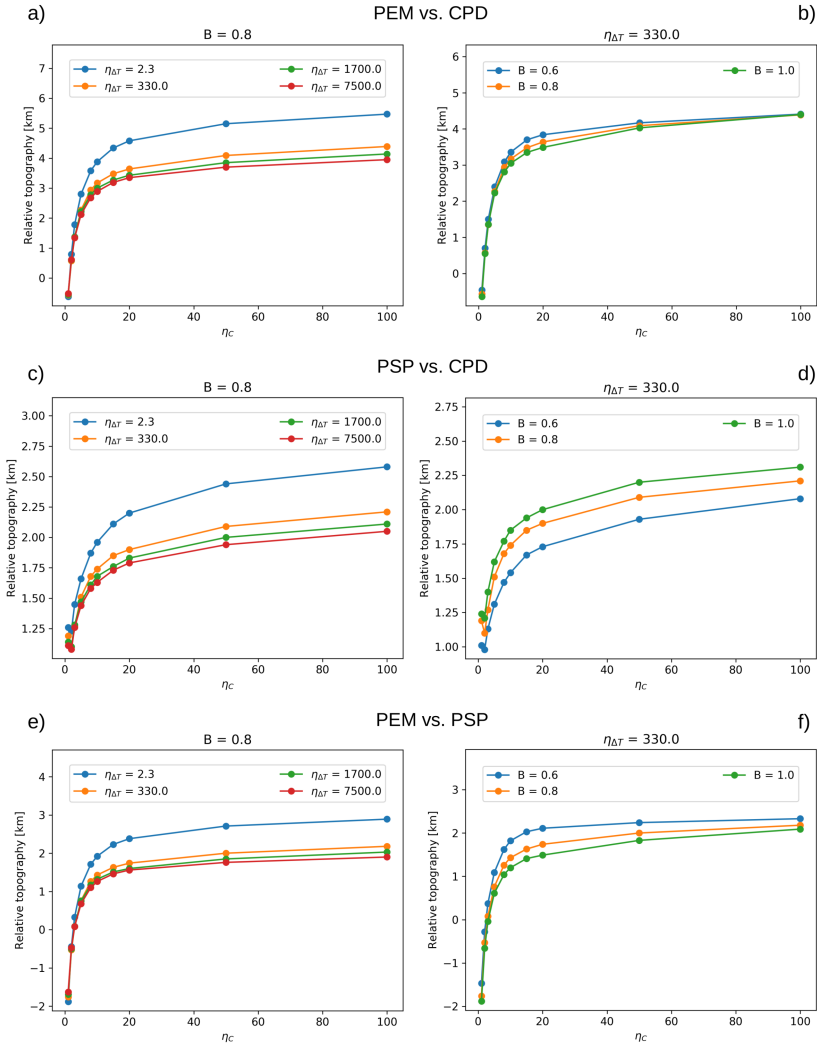 a) PEM vs. CPD b)
B = 0.8
η_ΔT = 2.3 η_ΔT = 1700.0
η_ΔT = 330.0 η_ΔT = 7500.0
Relative topography [km]
7
6
5
4
3
2
1
0
0 20 40 60 80 100
η_C
η_ΔT = 330.0
B = 0.6 B = 1.0
B = 0.8
Relative topography [km]
6
5
4
3
2
1
0
0 20 40 60 80 100
η_C
c) PSP vs. CPD d)
B = 0.8
η_ΔT = 2.3 η_ΔT = 1700.0
η_ΔT = 330.0 η_ΔT = 7500.0
Relative topography [km]
3.00
2.75
2.50
2.25
2.00
1.75
1.50
1.25
0 20 40 60 80 100
η_C
η_ΔT = 330.0
B = 0.6 B = 1.0
B = 0.8
Relative topography [km]
2.75
2.50
2.25
2.00
1.75
1.50
1.25
1.00
0 20 40 60 80 100
η_C
e) PEM vs. PSP f)
B = 0.8
η_ΔT = 2.3 η_ΔT = 1700.0
η_ΔT = 330.0 η_ΔT = 7500.0
Relative topography [km]
4
3
2
1
0
−1
−2
0 20 40 60 80 100
η_C
η_ΔT = 330.0
B = 0.6 B = 1.0
B = 0.8
Relative topography [km]
3
2
1
0
−1
−2
0 20 40 60 80 100
η_C